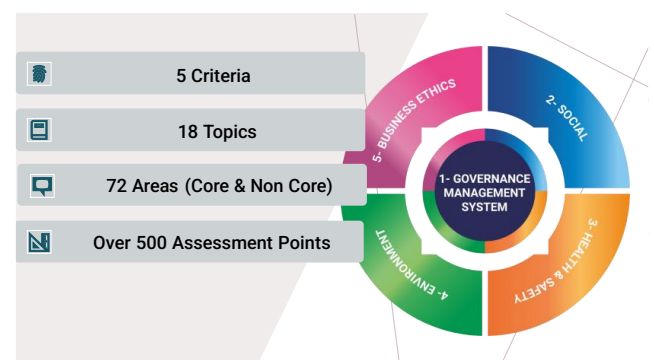 5 Criteria
18 Topics
72 Areas (Core & Non Core)
Over 500 Assessment Points
1- GOVERNANCE
MANAGEMENT
SYSTEM
2- SOCIAL
3- HEALTH & SAFETY
4- ENVIRONMENT
5- BUSINESS ETHICS